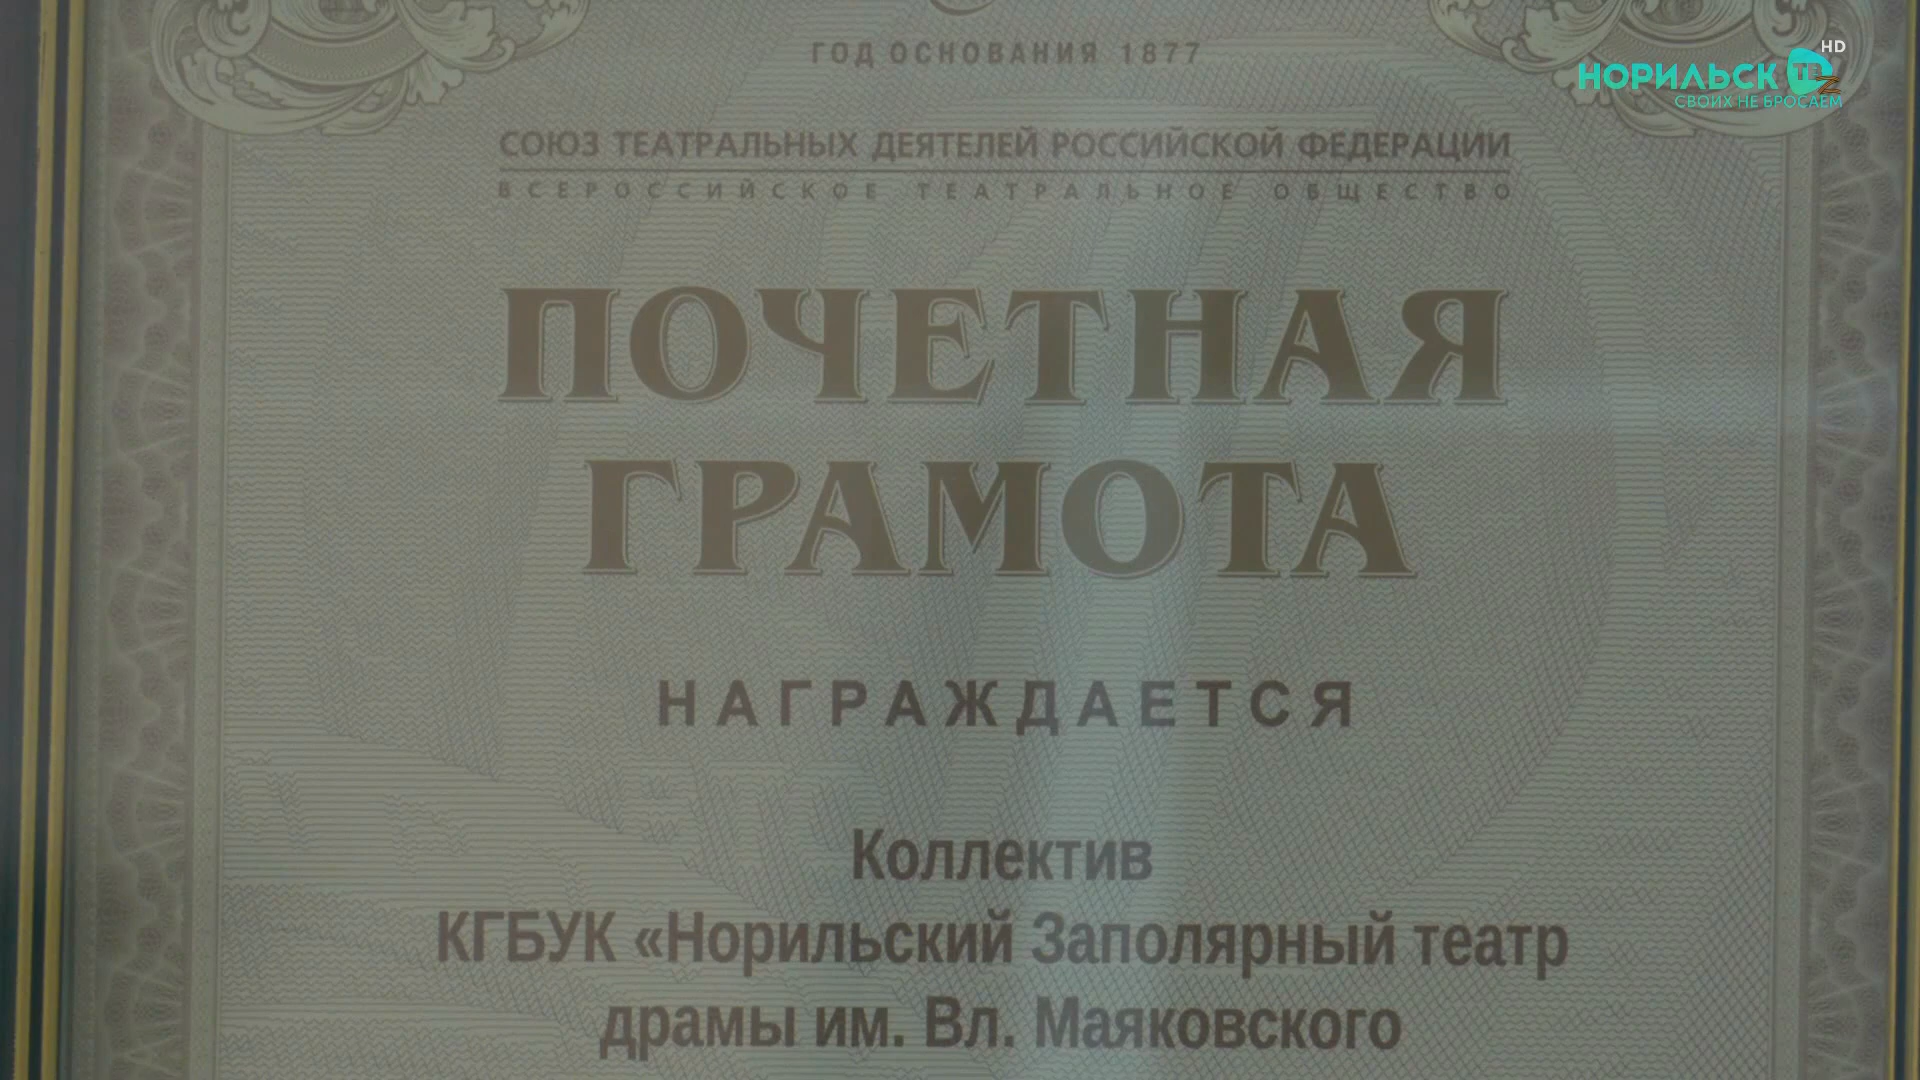 ГОД ОСНОВАНИЯ 1877
HD
НОРИЛЬСК ТВ
СВОИХ НЕ БРОСАЕМ
СОЮЗ ТЕАТРАЛЬНЫХ ДЕЯТЕЛЕЙ РОССИЙСКОЙ ФЕДЕРАЦИИ
ВСЕРОССИЙСКОЕ ТЕАТРАЛЬНОЕ ОБЩЕСТВО
ПОЧЕТНАЯ
ГРАМОТА
НАГРАЖДАЕТСЯ
Коллектив
КГБУК «Норильский Заполярный театр
драмы им. Вл. Маяковского